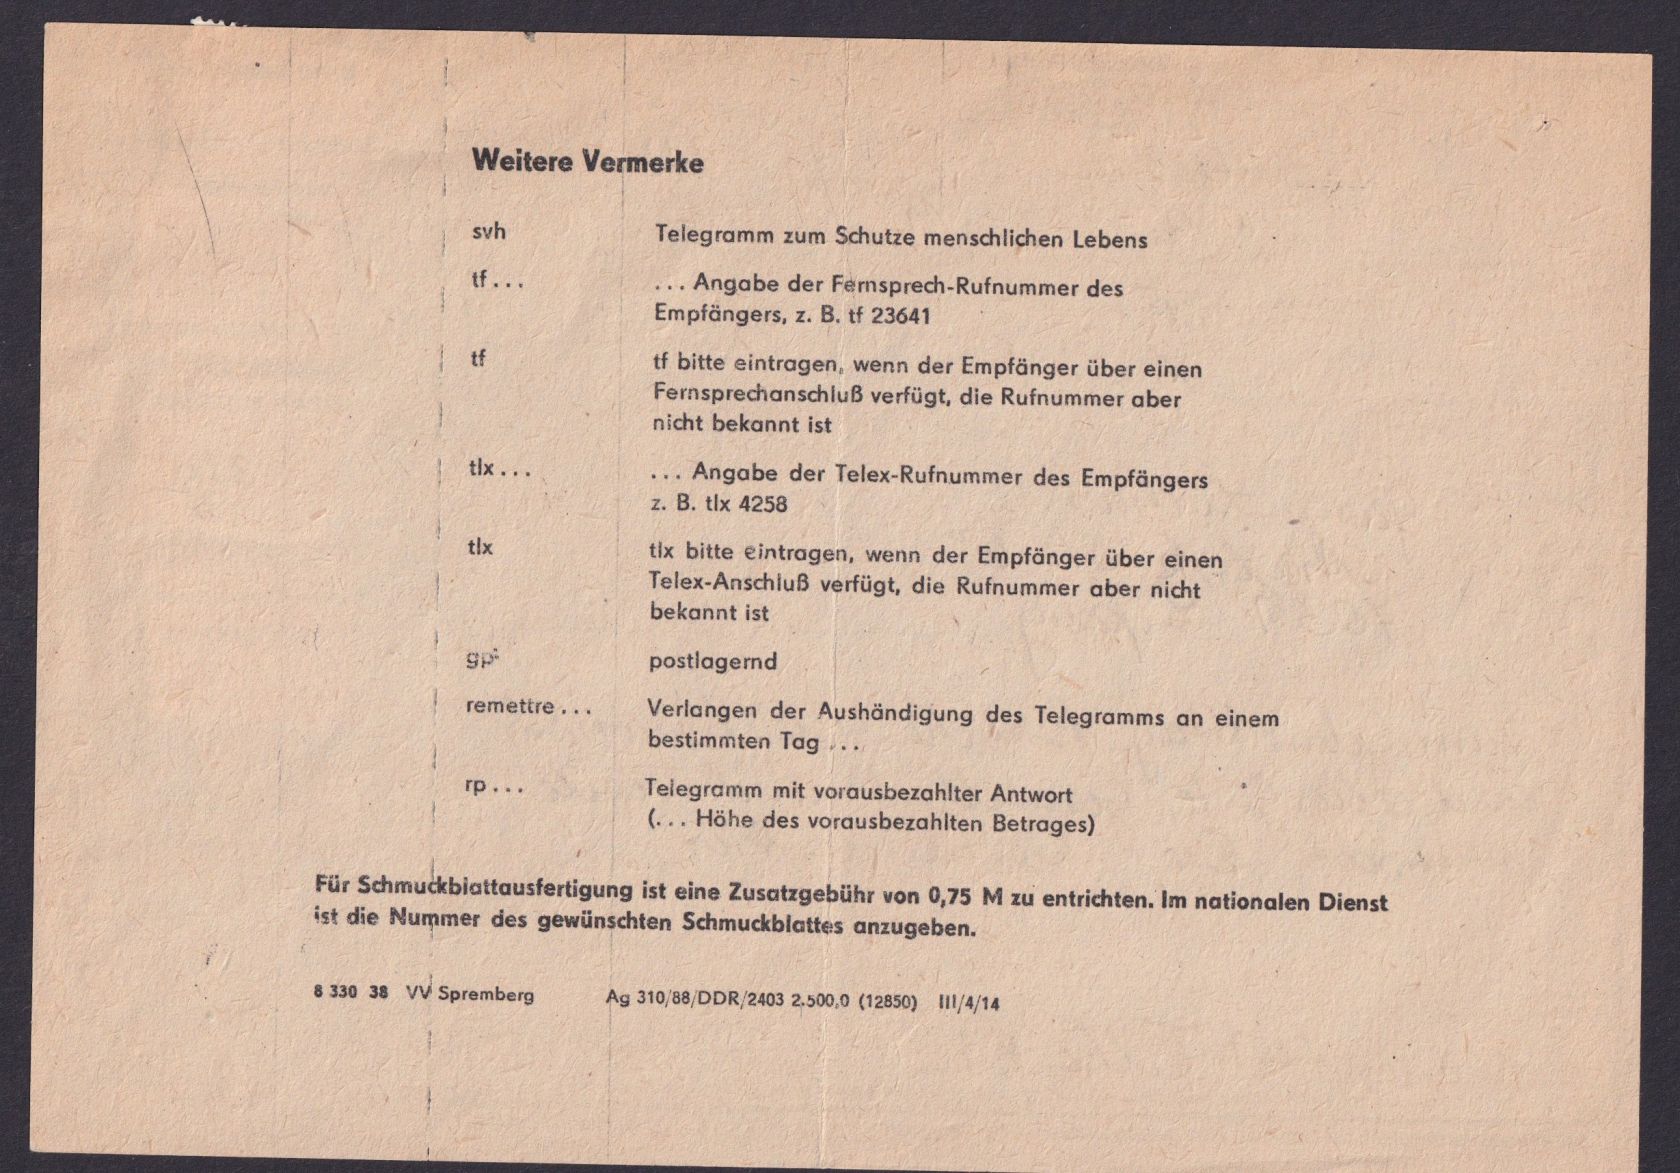 Weitere Vermerke
svh Telegramm zum Schutze menschlichen Lebens
tf... ... Angabe der Fernsprech-Rufnummer des
Empfängers, z. B. tf 23641
tf tf bitte eintragen, wenn der Empfänger über einen
Fernsprechanschluß verfügt, die Rufnummer aber
nicht bekannt ist
tlx... ... Angabe der Telex-Rufnummer des Empfängers
z. B. tlx 4258
tlx tlx bitte eintragen, wenn der Empfänger über einen
Telex-Anschluß verfügt, die Rufnummer aber nicht
bekannt ist
gp postlagernd
remettre... Verlangen der Aushändigung des Telegramms an einem
bestimmten Tag ...
rp... Telegramm mit vorausbezahlter Antwort
(... Höhe des vorausbezahlten Betrages)
Für Schmuckblattausfertigung ist eine Zusatzgebühr von 0,75 M zu entrichten. Im nationalen Dienst
ist die Nummer des gewünschten Schmuckblattes anzugeben.
8 330 38 VV Spremberg Ag 310/88/DDR/2403 2.500,0 (12850) III/4/14